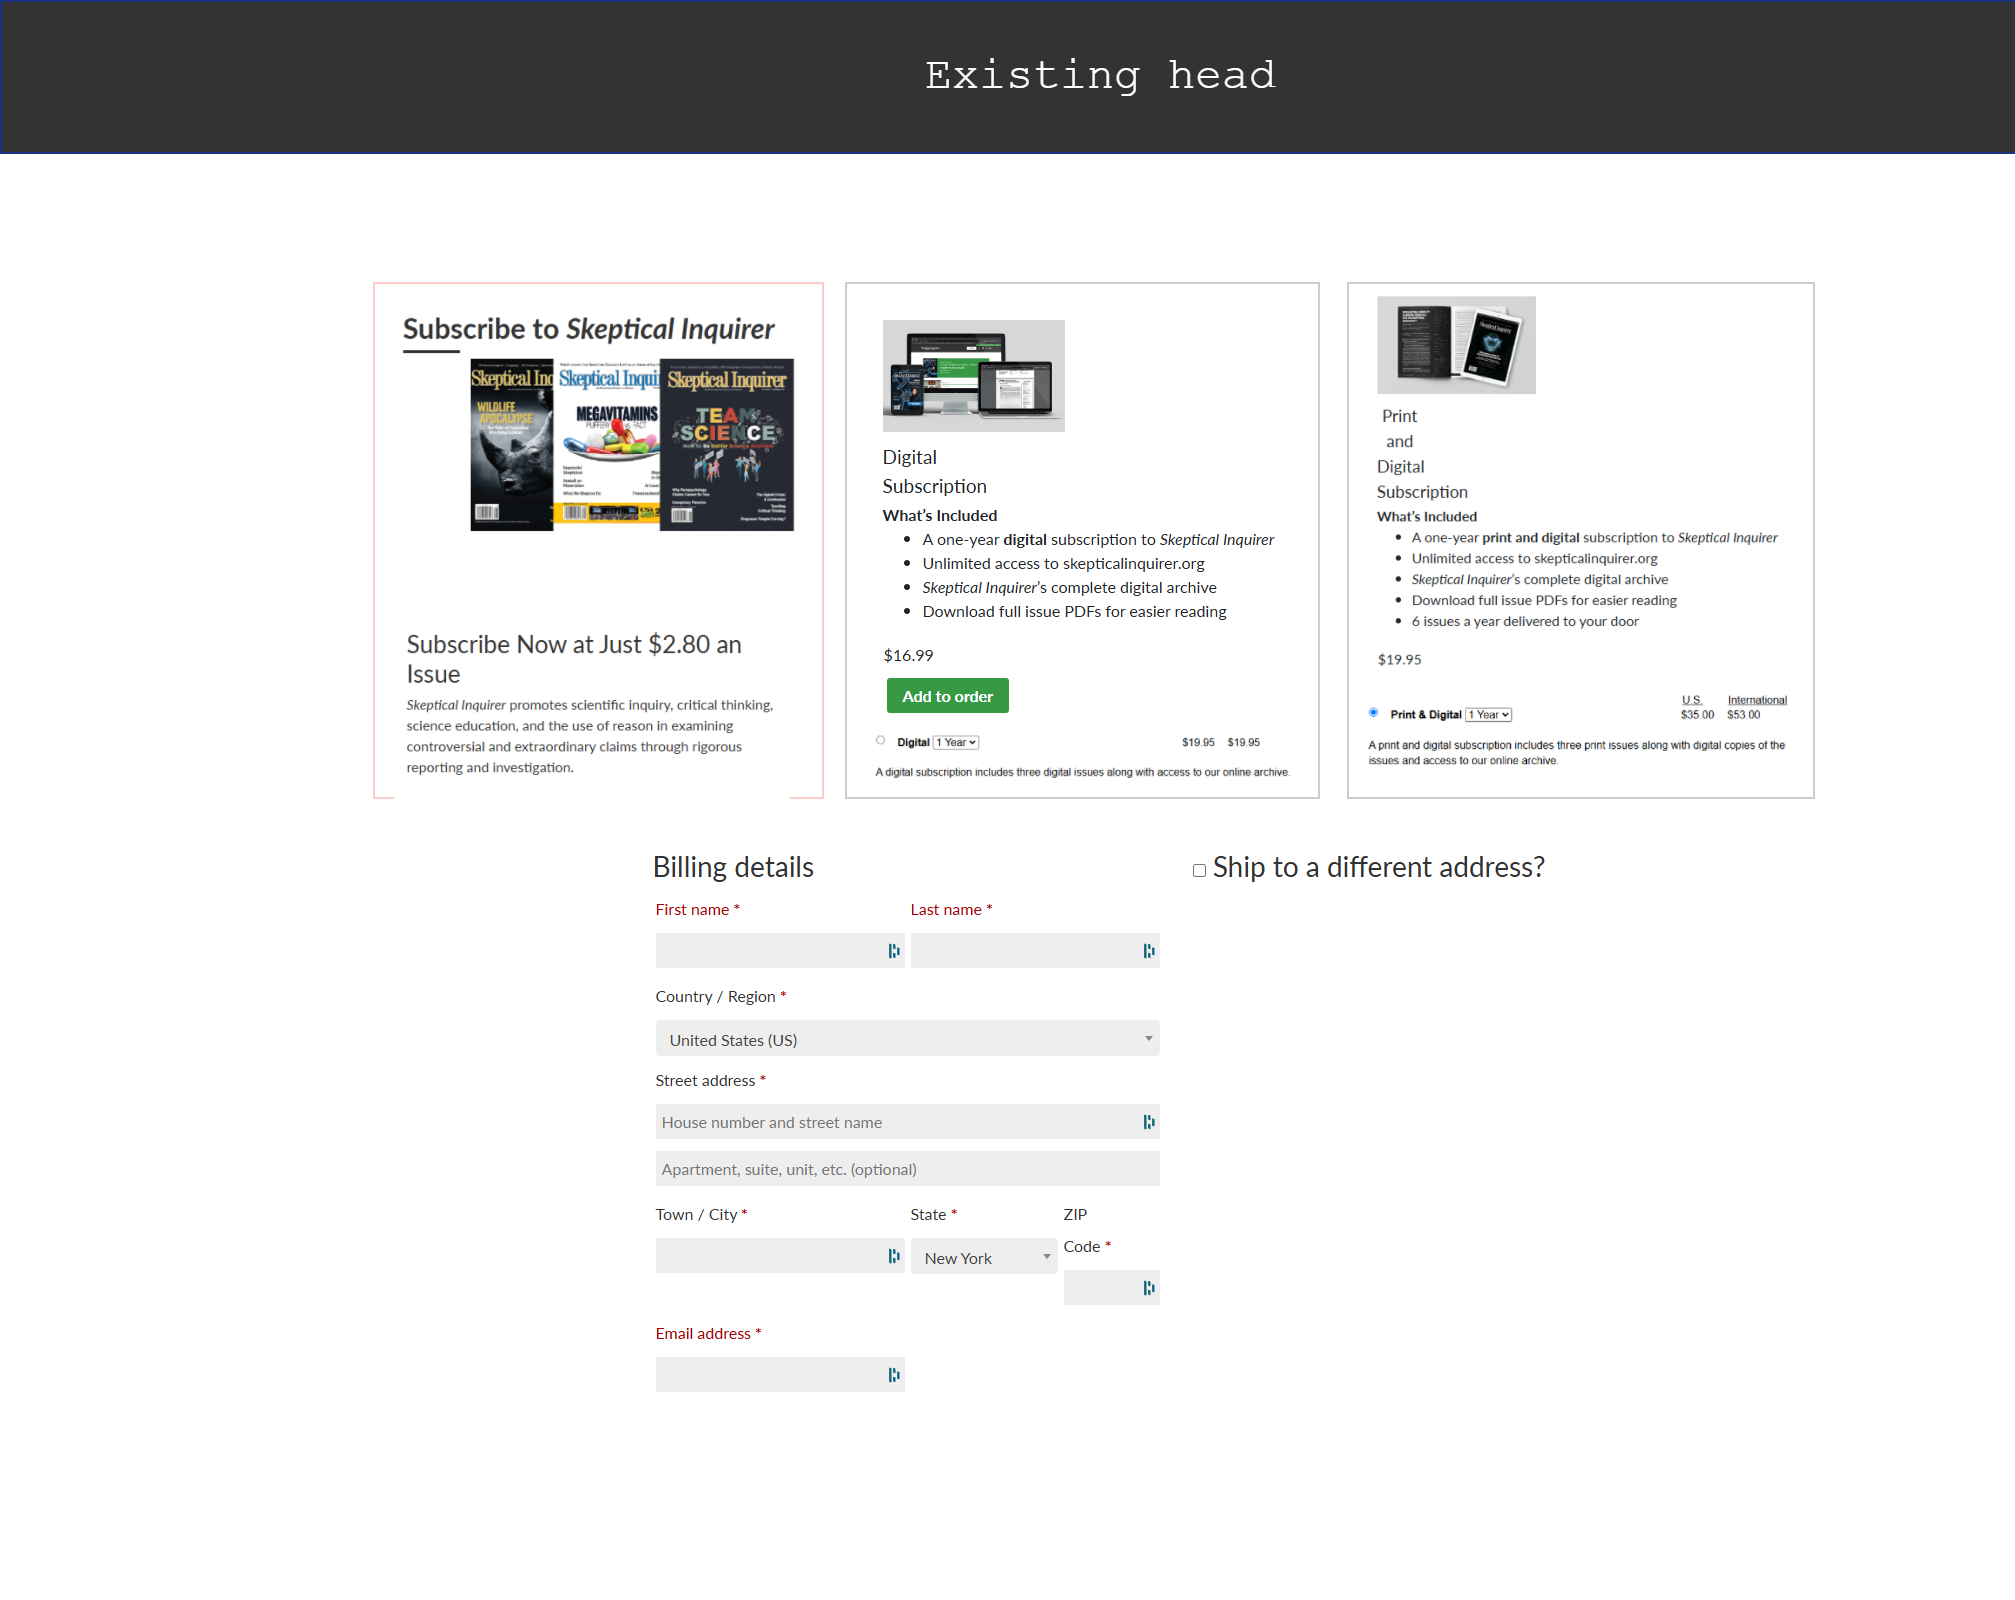 Existing head
Subscribe to Skeptical Inquirer
Skeptical Inq
WILDLIFE
APOCALYPSE
Skeptical Inqui
MEGAVITAMINS
PUFFERY vs. FACT
Skeptical Inquirer
TEAM
SCIENCE
How to Be Better Science Activists
Subscribe Now at Just $2.80 an
Issue
Skeptical Inquirer promotes scientific inquiry, critical thinking,
science education, and the use of reason in examining
controversial and extraordinary claims through rigorous
reporting and investigation.
Digital
Subscription
What’s Included
• A one-year digital subscription to Skeptical Inquirer
• Unlimited access to skepticalinquirer.org
• Skeptical Inquirer’s complete digital archive
• Download full issue PDFs for easier reading
$16.99
Add to order
Digital 1 Year $19.95 $19.95
A digital subscription includes three digital issues along with access to our online archive.
Skeptical Inquirer
Print
and
Digital
Subscription
What’s Included
• A one-year print and digital subscription to Skeptical Inquirer
• Unlimited access to skepticalinquirer.org
• Skeptical Inquirer’s complete digital archive
• Download full issue PDFs for easier reading
• 6 issues a year delivered to your door
$19.95
U.S. International
Print & Digital 1 Year $35.00 $53.00
A print and digital subscription includes three print issues along with digital copies of the
issues and access to our online archive.
Billing details
Ship to a different address?
First name * Last name *
Country / Region *
United States (US)
Street address *
House number and street name
Apartment, suite, unit, etc. (optional)
Town / City * State * ZIP
Code *
New York
Email address *